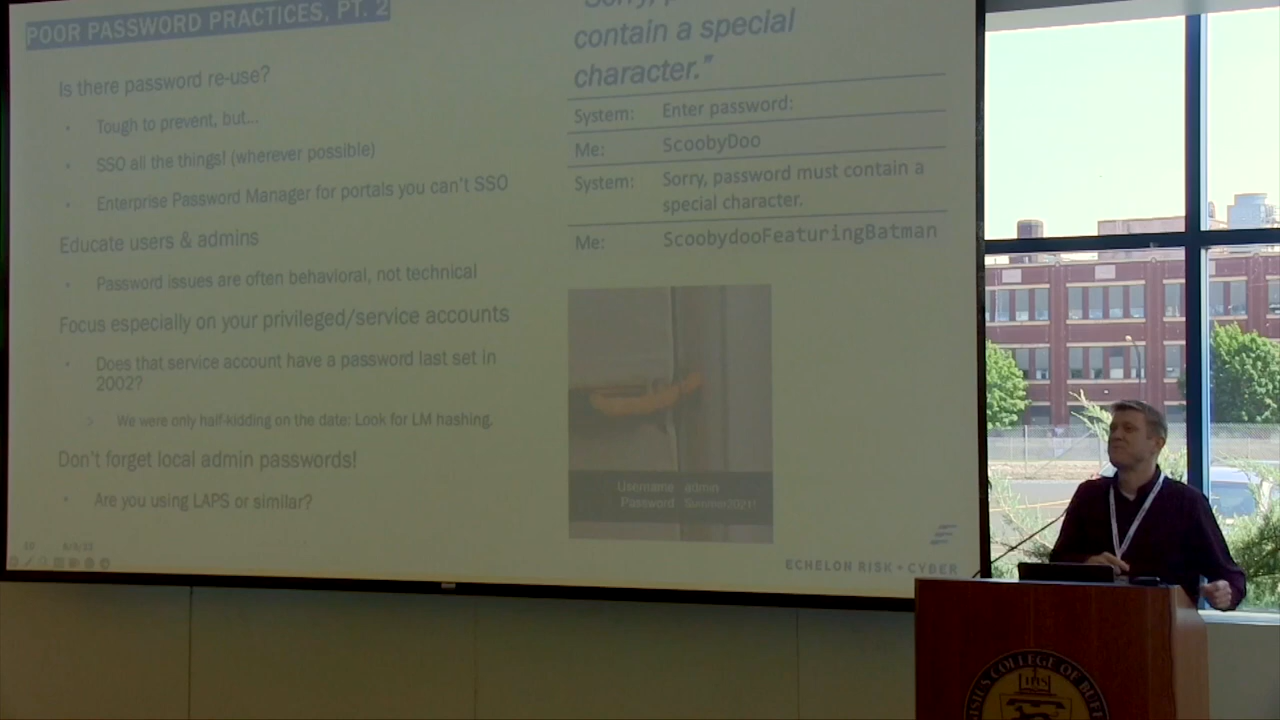 POOR PASSWORD PRACTICES, PT. 2
Is there password re-use?
Tough to prevent, but...
SSO all the things! (wherever possible)
Enterprise Password Manager for portals you can't SSO
Educate users & admins
Password issues are often behavioral, not technical
Focus especially on your privileged/service accounts
Does that service account have a password last set in
2002?
We were only half-kidding on the date: Look for LM hashing.
Don't forget local admin passwords!
Are you using LAPS or similar?
contain a special
character."
System: Enter password:
Me: ScoobyDoo
System: Sorry, password must contain a
special character.
Me: ScoobydooFeaturingBatman
Username admin
Password Summer2021!
ECHELON RISK + CYBER
COLLEGE OF
IHS